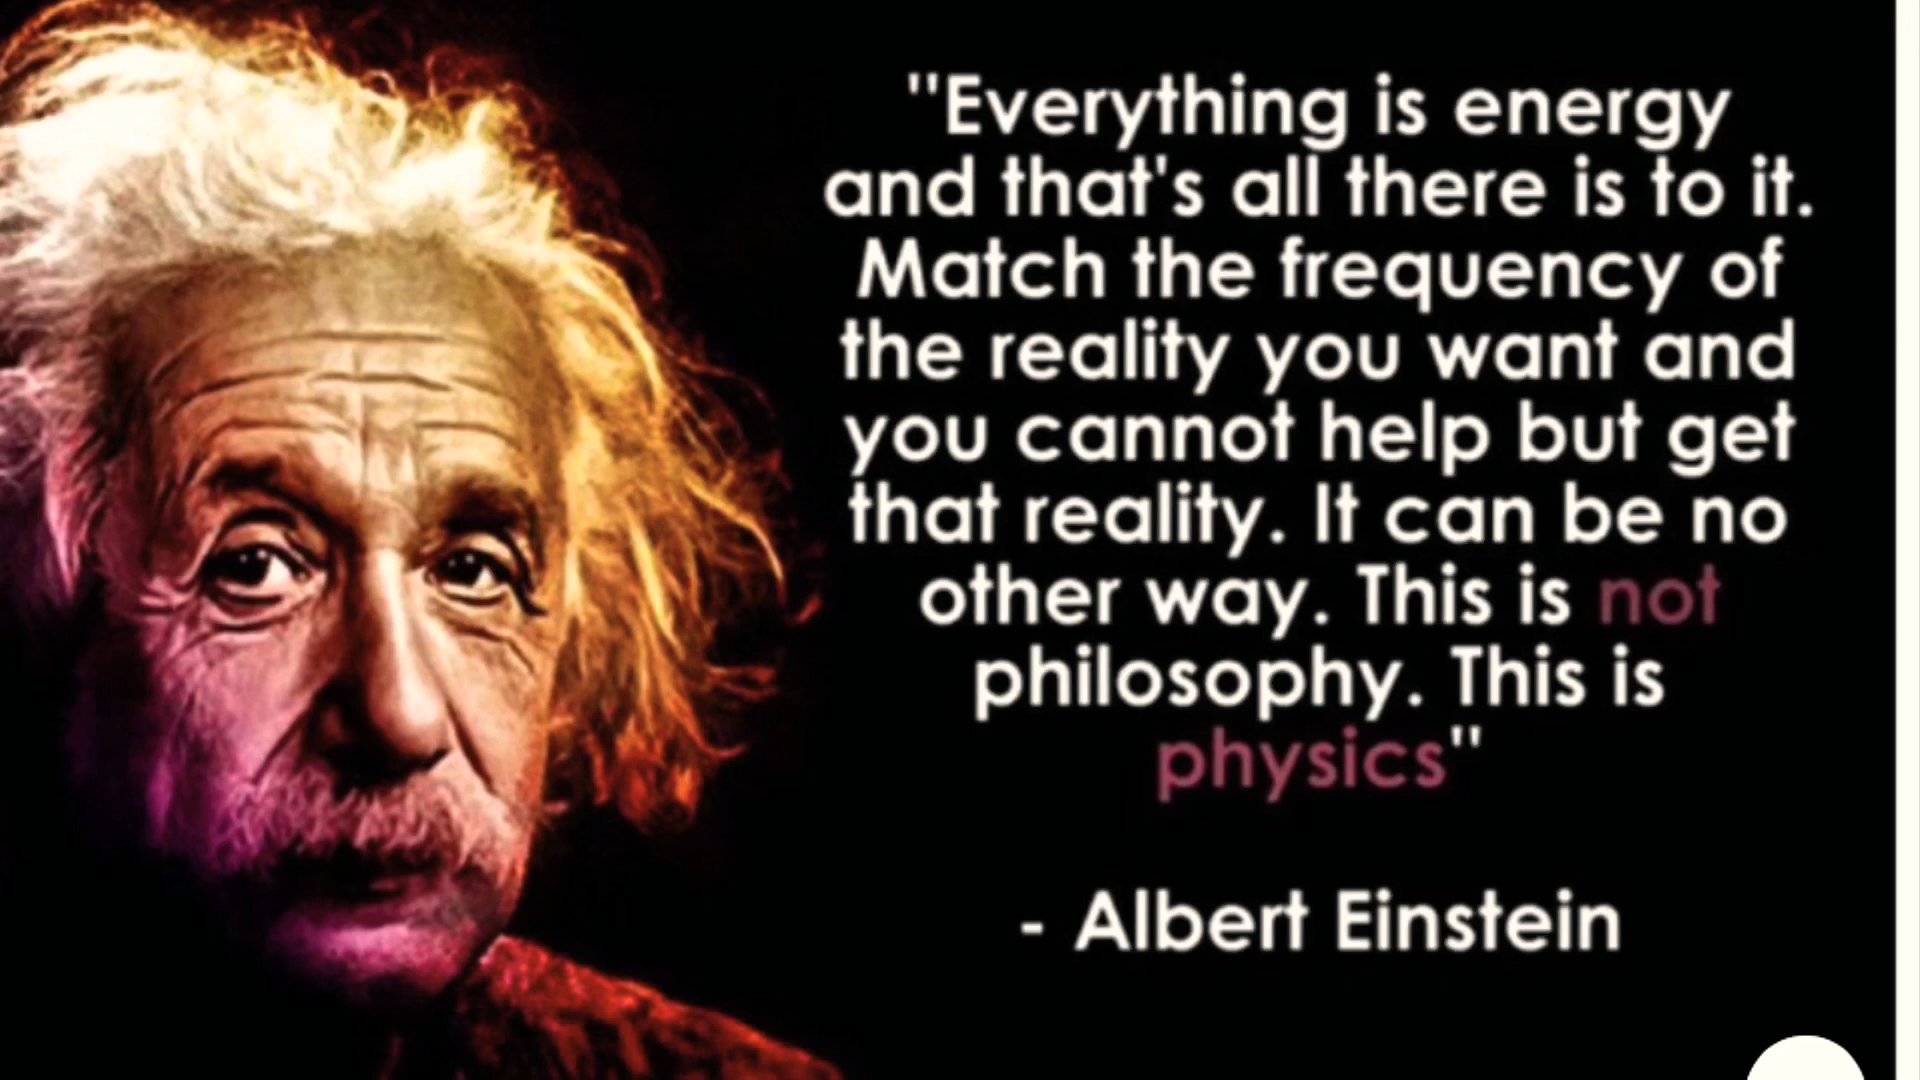 "Everything is energy
and that's all there is to it.
Match the frequency of
the reality you want and
you cannot help but get
that reality. It can be no
other way. This is not
philosophy. This is
physics"
- Albert Einstein